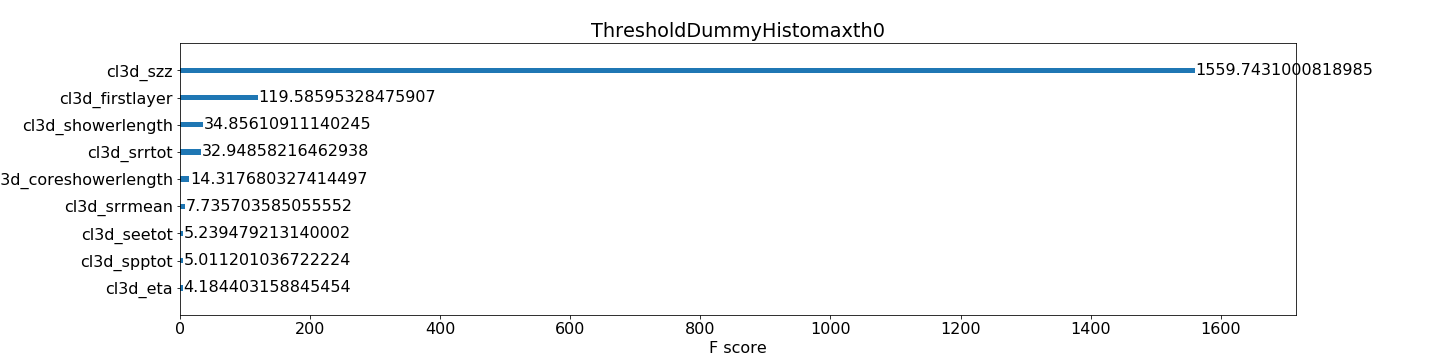 ThresholdDummyHistomaxth0
cl3d_szz 1559.7431000818985
cl3d_firstlayer 119.58595328475907
cl3d_showerlength 34.85610911140245
cl3d_srrtot 32.94858216462938
3d_coreshowerlength 14.317680327414497
cl3d_srrmean 7.735703585055552
cl3d_seetot 5.239479213140002
cl3d_spptot 5.011201036722224
cl3d_eta 4.184403158845454
0 200 400 600 800 1000 1200 1400 1600
F score